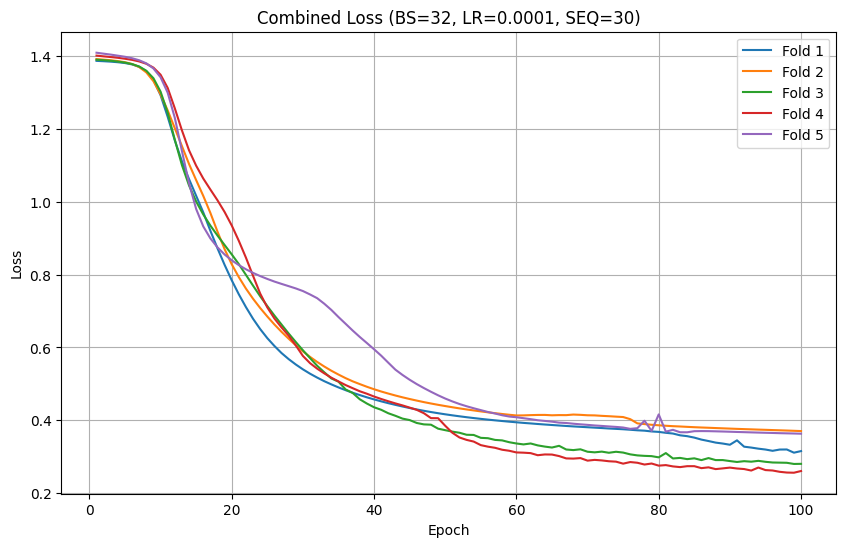 Combined Loss (BS=32, LR=0.0001, SEQ=30)
Loss
1.4
1.2
1.0
0.8
0.6
0.4
0.2
Fold 1
Fold 2
Fold 3
Fold 4
Fold 5
0 20 40 60 80 100
Epoch